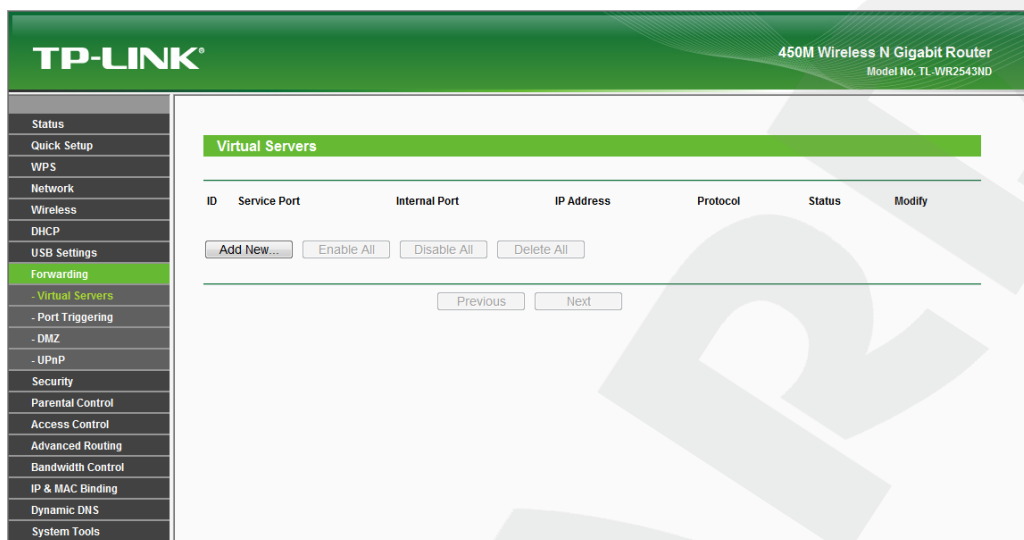 TP-LINK®
450M Wireless N Gigabit Router
Model No. TL-WR2543ND
Status
Quick Setup
WPS
Network
Wireless
DHCP
USB Settings
Forwarding
- Virtual Servers
- Port Triggering
- DMZ
- UPnP
Security
Parental Control
Access Control
Advanced Routing
Bandwidth Control
IP & MAC Binding
Dynamic DNS
System Tools
Virtual Servers
ID Service Port Internal Port IP Address Protocol Status Modify
Add New... Enable All Disable All Delete All
Previous Next